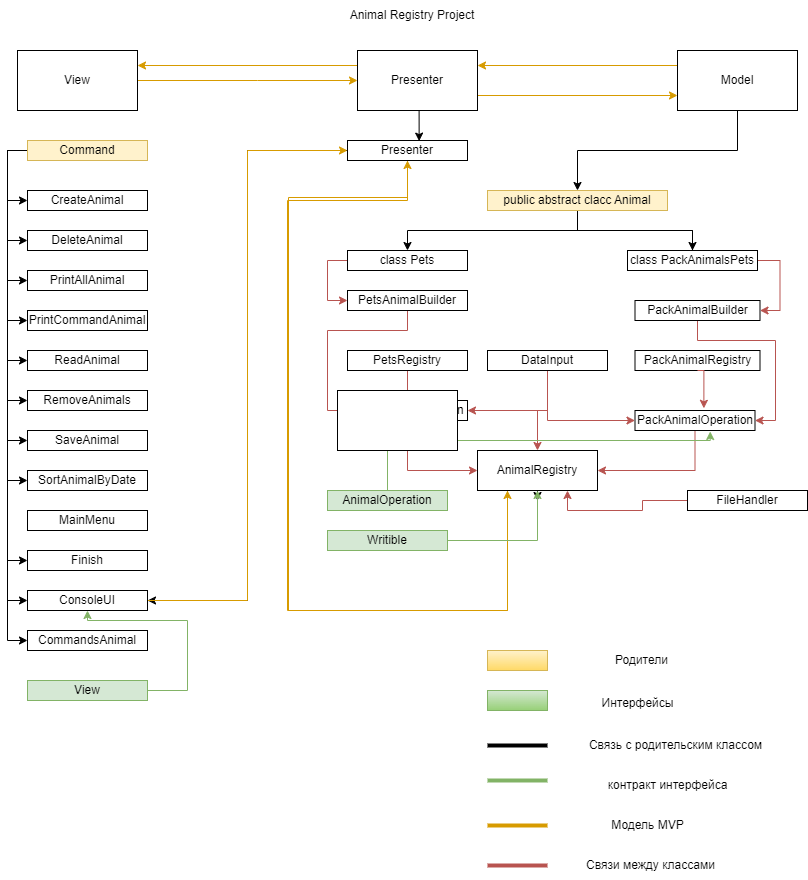 Animal Registry Project
View
Presenter
Model
Command
Presenter
CreateAnimal
public abstract clacc Animal
DeleteAnimal
class Pets
class PackAnimalsPets
PrintAllAnimal
PetsAnimalBuilder
PackAnimalBuilder
PrintCommandAnimal
ReadAnimal
PetsRegistry
DataInput
PackAnimalRegistry
RemoveAnimals
n
PackAnimalOperation
SaveAnimal
AnimalRegistry
SortAnimalByDate
AnimalOperation
FileHandler
MainMenu
Writible
Finish
ConsoleUI
CommandsAnimal
View
Родители
Интерфейсы
Связь с родительским классом
контракт интерфейса
Модель MVP
Связи между классами